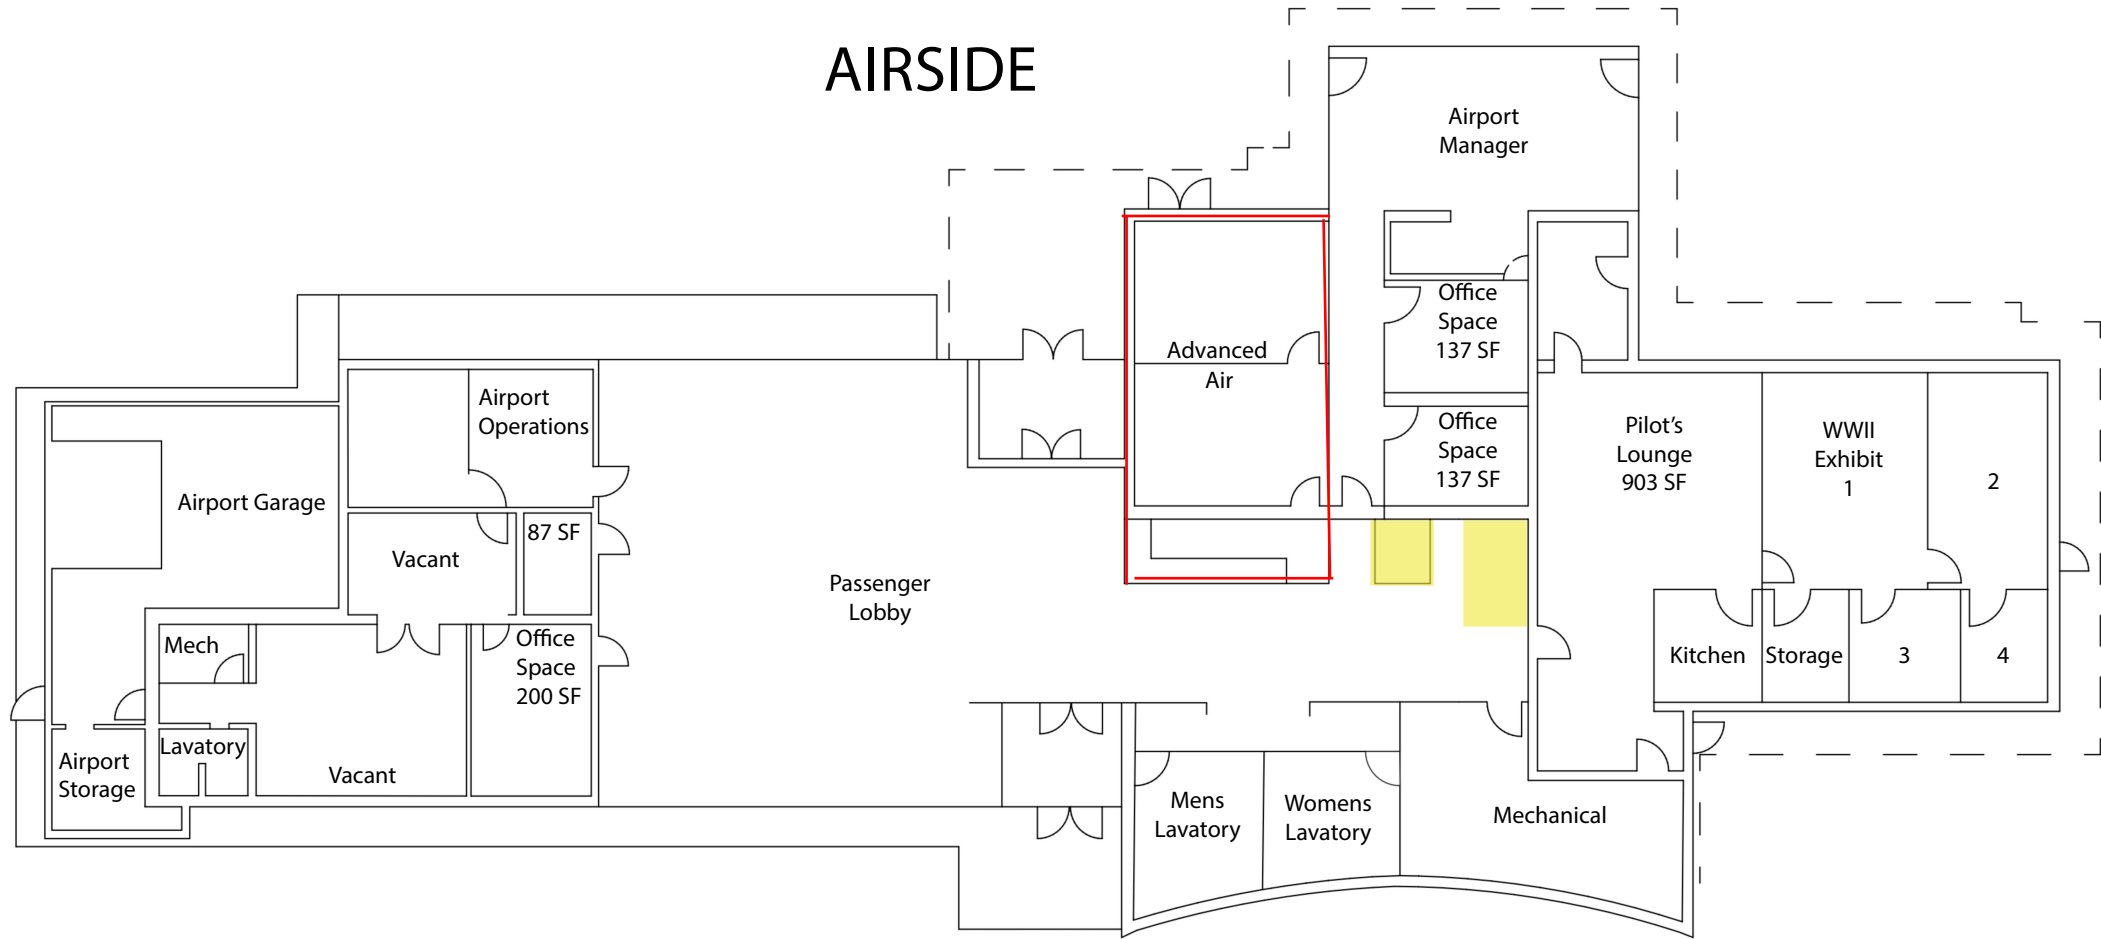 AIRSIDE
Airport
Manager
Office
Space
137 SF
Advanced
Air
Office
Space
137 SF
Airport
Operations
Pilot's
Lounge
903 SF
WWII
Exhibit
1
2
Airport Garage
87 SF
Vacant
Passenger
Lobby
Mech
Office
Space
200 SF
Kitchen
Storage
3
4
Lavatory
Airport
Storage
Vacant
Mens
Lavatory
Womens
Lavatory
Mechanical